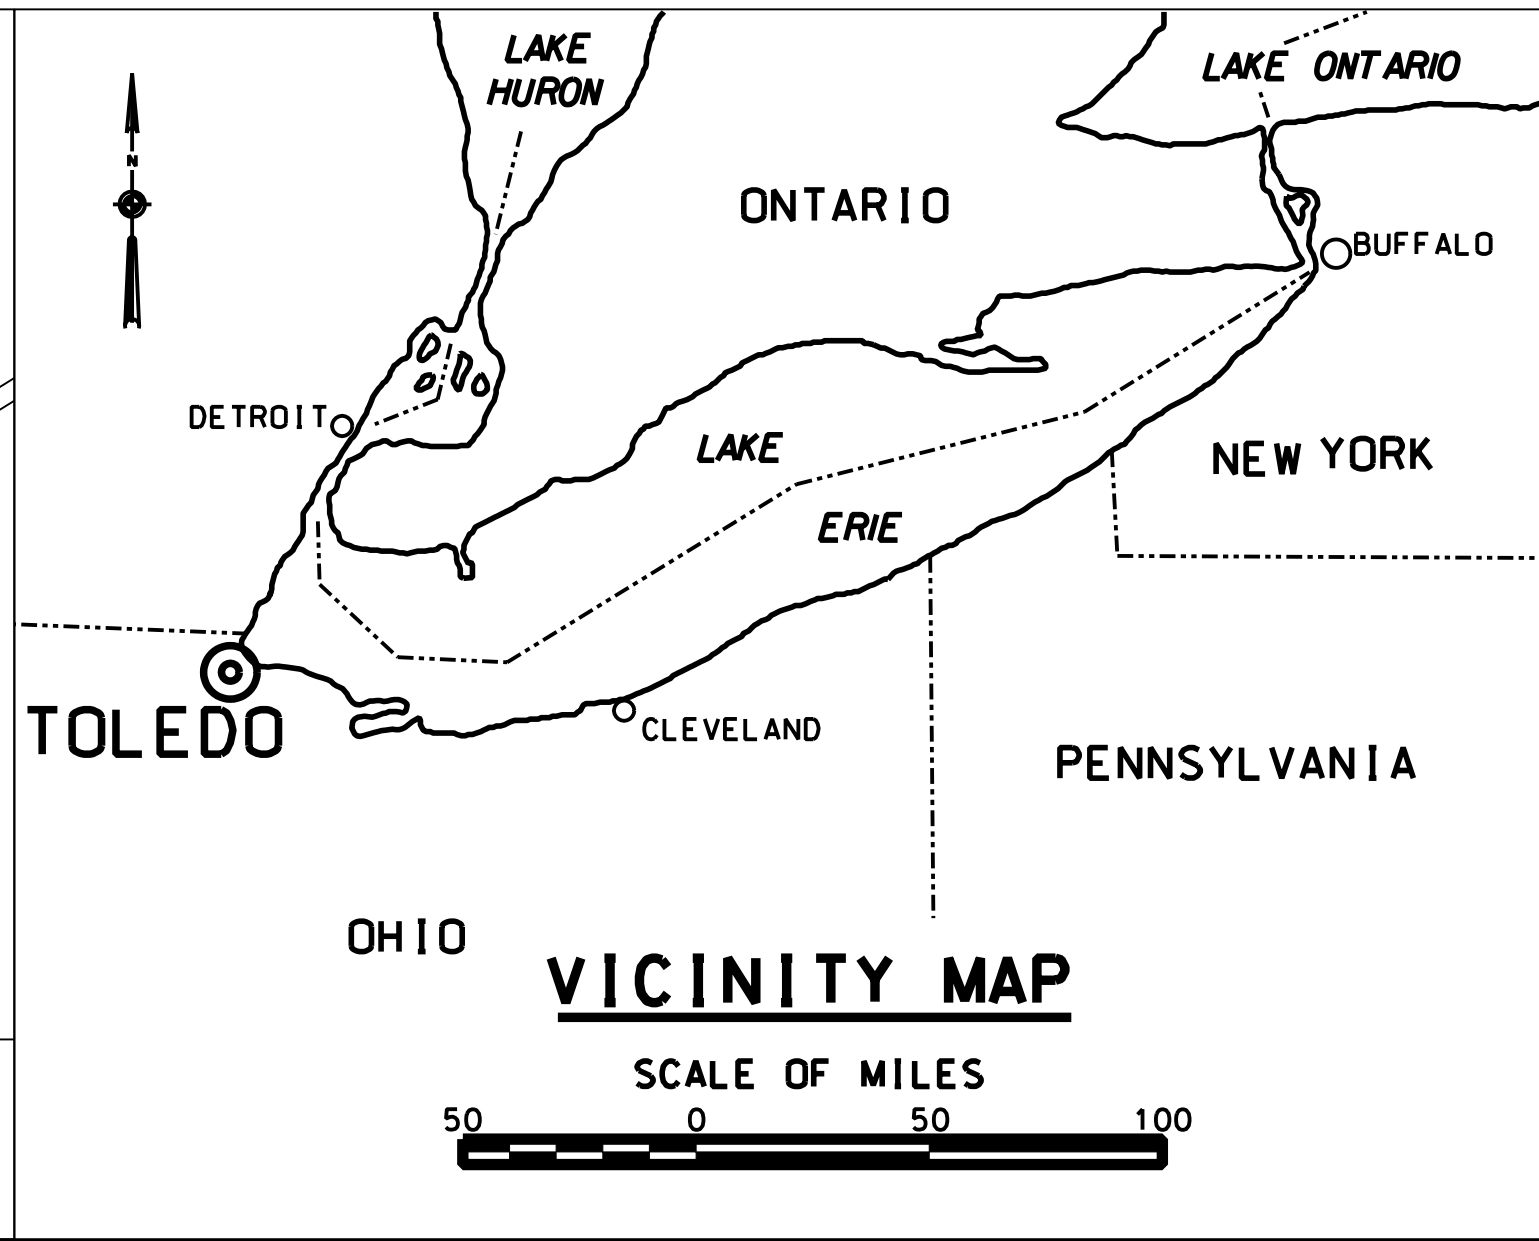 LAKE
HURON
LAKE ONTARIO
N
ONTARIO
BUFFALO
DETROIT
LAKE
ERIE
NEW YORK
TOLEDO
CLEVELAND
PENNSYLVANIA
OHIO
VICINITY MAP
SCALE OF MILES
50 0 50 100